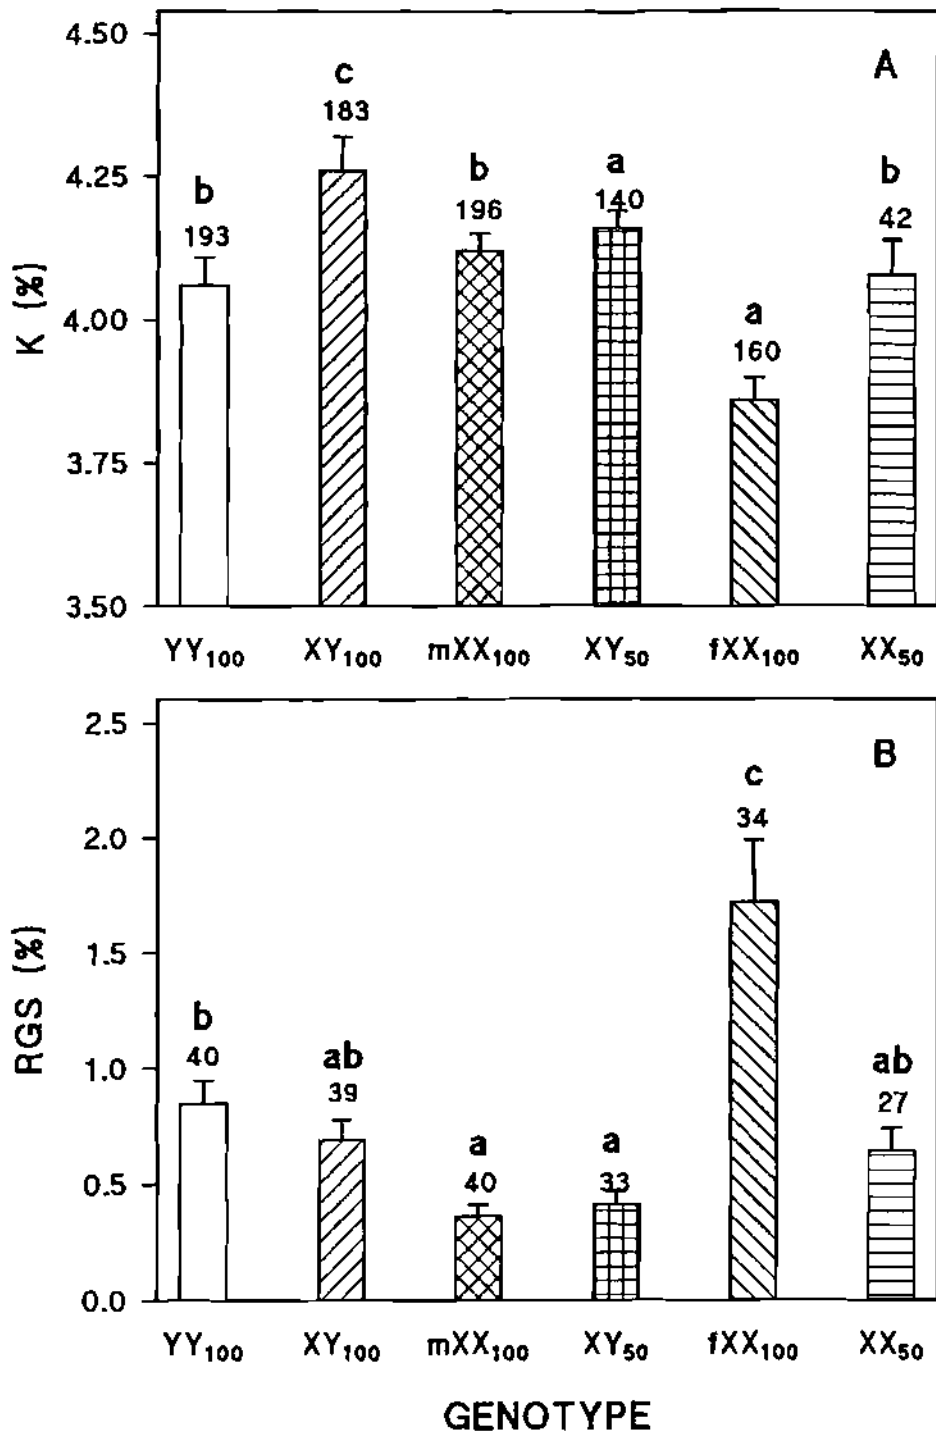 4.50
4.25
4.00
3.75
3.50
K (%)
A
b
193
c
183
b
196
a
140
a
160
b
42
YY₁₀₀ XY₁₀₀ mXX₁₀₀ XY₅₀ fXX₁₀₀ XX₅₀
2.5
2.0
1.5
1.0
0.5
0.0
RGS (%)
B
b
40
ab
39
a
40
a
33
c
34
ab
27
YY₁₀₀ XY₁₀₀ mXX₁₀₀ XY₅₀ fXX₁₀₀ XX₅₀
GENOTYPE